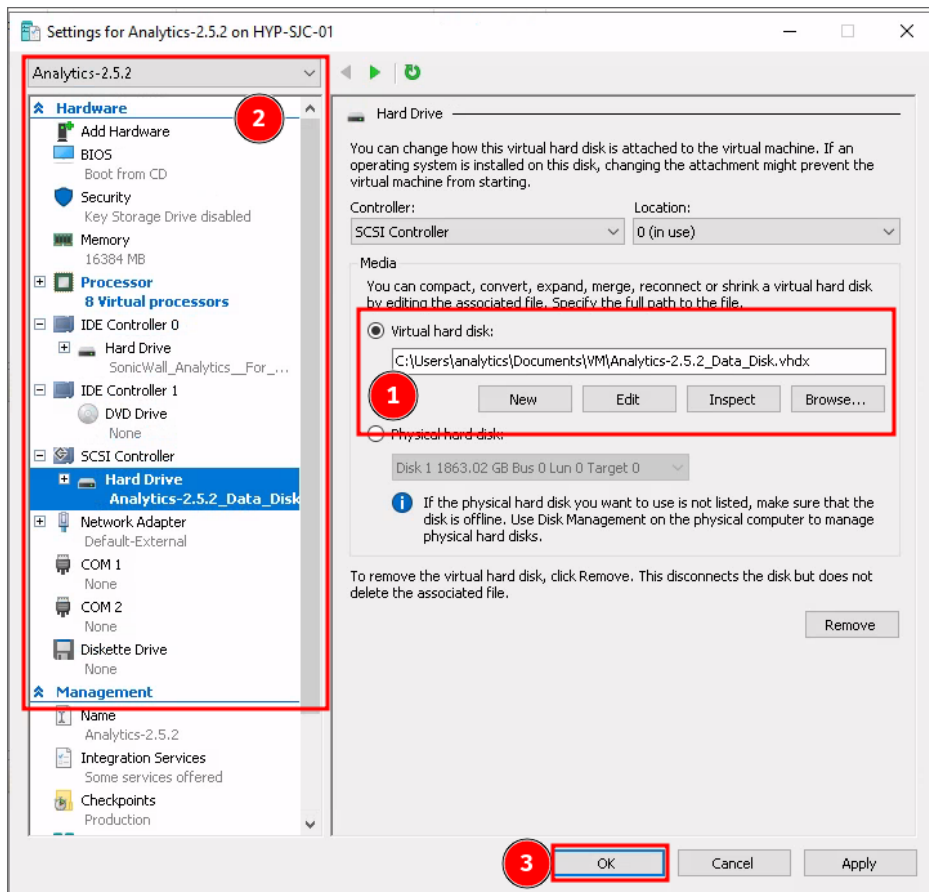 Settings for Analytics-2.5.2 on HYP-SJC-01
Analytics-2.5.2
Hardware
2
Add Hardware
BIOS
Boot from CD
Security
Key Storage Drive disabled
Memory
16384 MB
Processor
8 Virtual processors
IDE Controller 0
Hard Drive
SonicWall_Analytics__For_...
IDE Controller 1
DVD Drive
None
SCSI Controller
Hard Drive
Analytics-2.5.2_Data_Disk
Network Adapter
Default-External
COM 1
None
COM 2
None
Diskette Drive
None
Management
Name
Analytics-2.5.2
Integration Services
Some services offered
Checkpoints
Production
Hard Drive
You can change how this virtual hard disk is attached to the virtual machine. If an
operating system is installed on this disk, changing the attachment might prevent the
virtual machine from starting.
Controller:
Location:
SCSI Controller
0 (in use)
Media
You can compact, convert, expand, merge, reconnect or shrink a virtual hard disk
by editing the associated file. Specify the full path to the file.
Virtual hard disk:
C:\Users\analytics\Documents\VM\Analytics-2.5.2_Data_Disk.vhdx
1
New
Edit
Inspect
Browse...
Physical hard disk:
Disk 1 1863.02 GB Bus 0 Lun 0 Target 0
If the physical hard disk you want to use is not listed, make sure that the
disk is offline. Use Disk Management on the physical computer to manage
physical hard disks.
To remove the virtual hard disk, click Remove. This disconnects the disk but does not
delete the associated file.
Remove
3
OK
Cancel
Apply